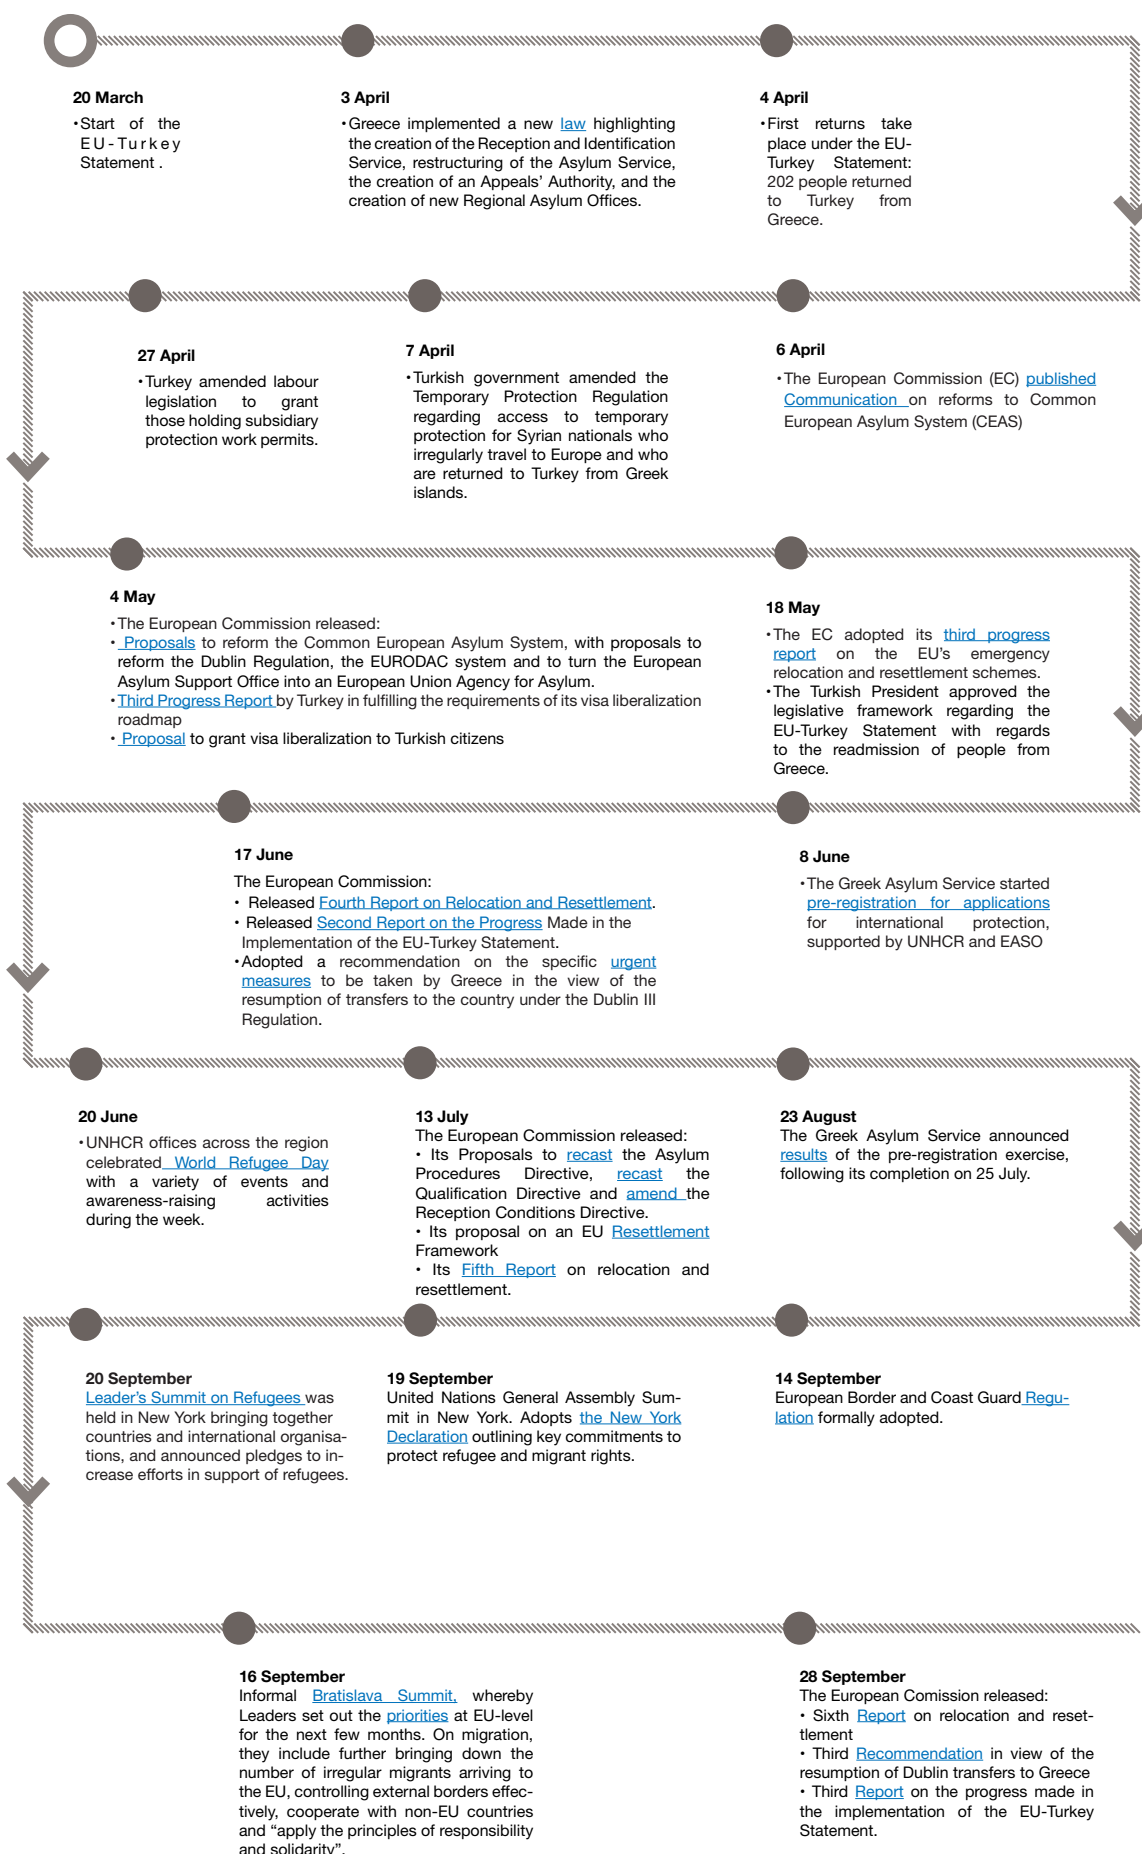 20 March
•Start of the
EU-Turkey
Statement .
3 April
•Greece implemented a new law highlighting
the creation of the Reception and Identification
Service, restructuring of the Asylum Service,
the creation of an Appeals' Authority, and the
creation of new Regional Asylum Offices.
4 April
•First returns take
place under the EU-
Turkey Statement:
202 people returned
to Turkey from
Greece.
6 April
•The European Commission (EC) published
Communication on reforms to Common
European Asylum System (CEAS)
7 April
•Turkish government amended the
Temporary Protection Regulation
regarding access to temporary
protection for Syrian nationals who
irregularly travel to Europe and who
are returned to Turkey from Greek
islands.
27 April
•Turkey amended labour
legislation to grant
those holding subsidiary
protection work permits.
4 May
•The European Commission released:
• Proposals to reform the Common European Asylum System, with proposals to
reform the Dublin Regulation, the EURODAC system and to turn the European
Asylum Support Office into an European Union Agency for Asylum.
•Third Progress Report by Turkey in fulfilling the requirements of its visa liberalization
roadmap
• Proposal to grant visa liberalization to Turkish citizens
18 May
•The EC adopted its third progress
report on the EU's emergency
relocation and resettlement schemes.
•The Turkish President approved the
legislative framework regarding the
EU-Turkey Statement with regards
to the readmission of people from
Greece.
8 June
•The Greek Asylum Service started
pre-registration for applications
for international protection,
supported by UNHCR and EASO
17 June
The European Commission:
• Released Fourth Report on Relocation and Resettlement.
• Released Second Report on the Progress Made in the
Implementation of the EU-Turkey Statement.
•Adopted a recommendation on the specific urgent
measures to be taken by Greece in the view of the
resumption of transfers to the country under the Dublin III
Regulation.
20 June
•UNHCR offices across the region
celebrated World Refugee Day
with a variety of events and
awareness-raising activities
during the week.
13 July
The European Commission released:
• Its Proposals to recast the Asylum
Procedures Directive, recast the
Qualification Directive and amend the
Reception Conditions Directive.
• Its proposal on an EU Resettlement
Framework
• Its Fifth Report on relocation and
resettlement.
23 August
The Greek Asylum Service announced
results of the pre-registration exercise,
following its completion on 25 July.
14 September
European Border and Coast Guard Regu-
lation formally adopted.
19 September
United Nations General Assembly Sum-
mit in New York. Adopts the New York
Declaration outlining key commitments to
protect refugee and migrant rights.
20 September
Leader's Summit on Refugees was
held in New York bringing together
countries and international organisa-
tions, and announced pledges to in-
crease efforts in support of refugees.
16 September
Informal Bratislava Summit, whereby
Leaders set out the priorities at EU-level
for the next few months. On migration,
they include further bringing down the
number of irregular migrants arriving to
the EU, controlling external borders effec-
tively, cooperate with non-EU countries
and “apply the principles of responsibility
and solidarity”.
28 September
The European Comission released:
• Sixth Report on relocation and reset-
tlement
• Third Recommendation in view of the
resumption of Dublin transfers to Greece
• Third Report on the progress made in
the implementation of the EU-Turkey
Statement.